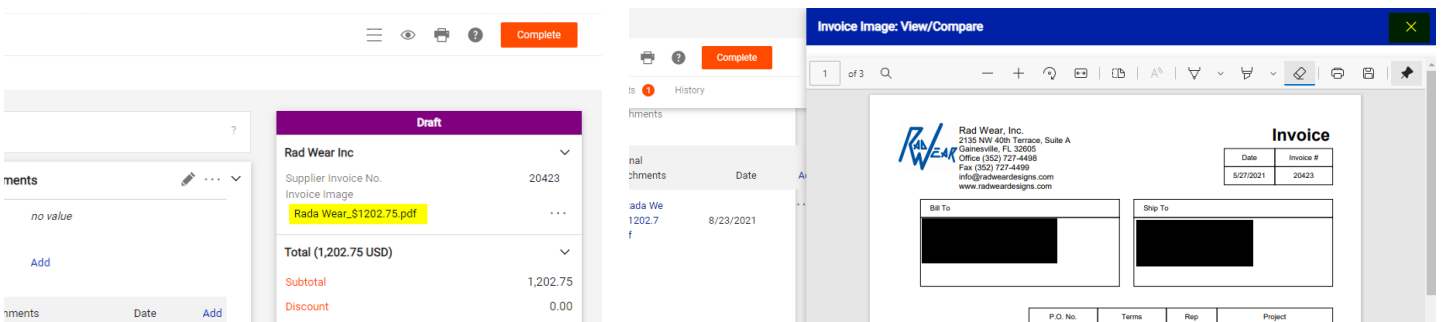 Complete
?
ments
no value
Add
hments Date Add
Draft
Rad Wear Inc
Supplier Invoice No. 20423
Invoice Image
Rada Wear_$1202.75.pdf
Total (1,202.75 USD)
Subtotal 1,202.75
Discount 0.00
Complete
ts 1 History
hments
nal
chments Date A
ada We
1202.7 8/23/2021
f
Invoice Image: View/Compare
1 of 3
RAD WEAR
Rad Wear, Inc.
2135 NW 40th Terrace, Suite A
Gainesville, FL 32605
Office (352) 727-4498
Fax (352) 727-4499
info@radweardesigns.com
www.radweardesigns.com
Invoice
Date Invoice #
5/27/2021 20423
Bill To
Ship To
P.O. No. Terms Rep Project